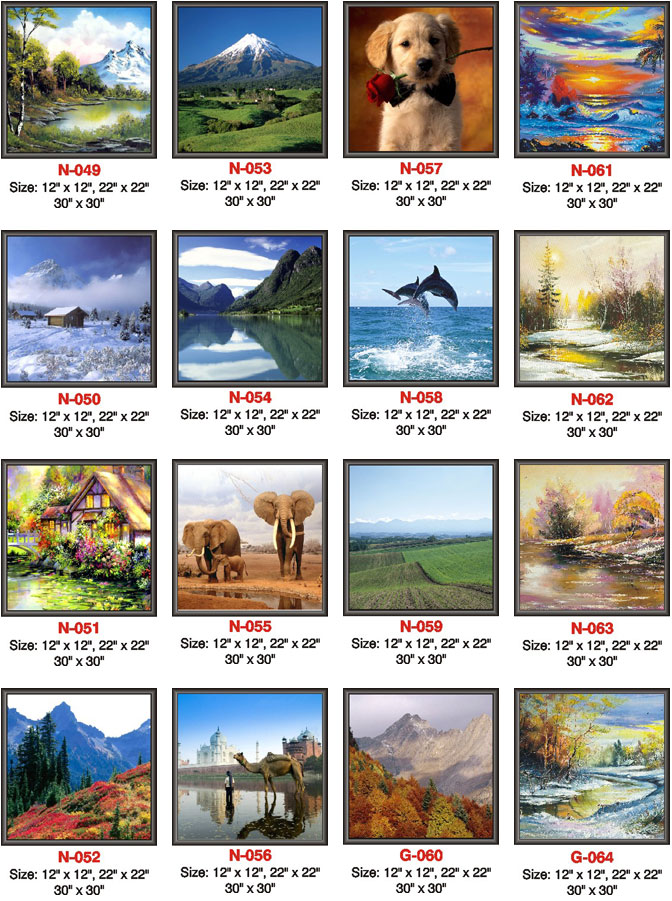 N-049
Size: 12" x 12", 22" x 22"
30" x 30"
N-053
Size: 12" x 12", 22" x 22"
30" x 30"
N-057
Size: 12" x 12", 22" x 22"
30" x 30"
N-061
Size: 12" x 12", 22" x 22"
30" x 30"
N-050
Size: 12" x 12", 22" x 22"
30" x 30"
N-054
Size: 12" x 12", 22" x 22"
30" x 30"
N-058
Size: 12" x 12", 22" x 22"
30" x 30"
N-062
Size: 12" x 12", 22" x 22"
30" x 30"
N-051
Size: 12" x 12", 22" x 22"
30" x 30"
N-055
Size: 12" x 12", 22" x 22"
30" x 30"
N-059
Size: 12" x 12", 22" x 22"
30" x 30"
N-063
Size: 12" x 12", 22" x 22"
30" x 30"
N-052
Size: 12" x 12", 22" x 22"
30" x 30"
N-056
Size: 12" x 12", 22" x 22"
30" x 30"
G-060
Size: 12" x 12", 22" x 22"
30" x 30"
G-064
Size: 12" x 12", 22" x 22"
30" x 30"